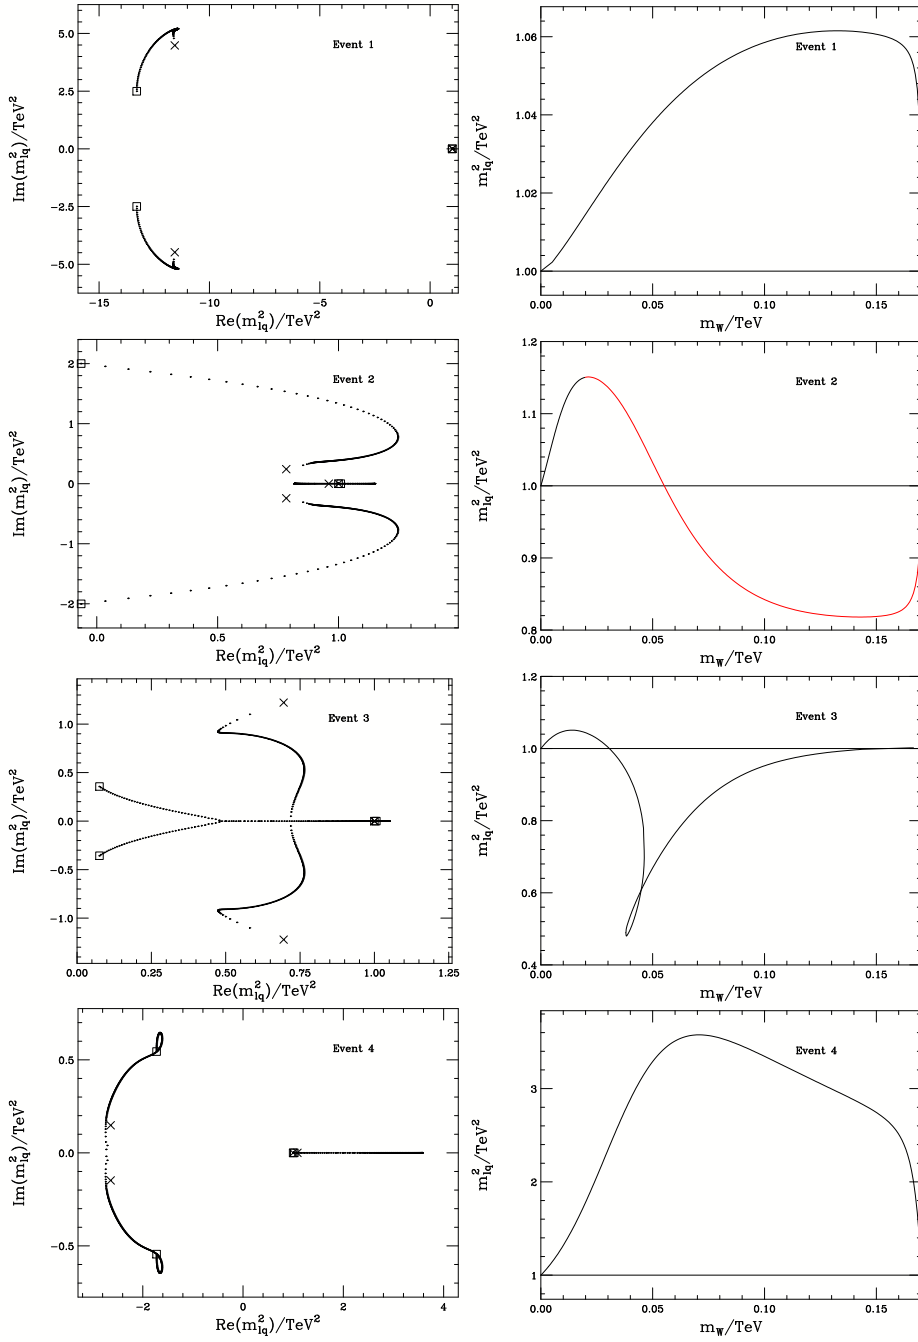 5.0
2.5
0.0
−2.5
−5.0
Im(m²lq)/TeV²
Event 1
−15
−10
−5
0
Re(m²lq)/TeV²
1.06
1.04
1.02
1.00
m²lq/TeV²
Event 1
0.00
0.05
0.10
0.15
mW/TeV
2
1
0
−1
−2
Im(m²lq)/TeV²
Event 2
0.0
1.0
Re(m²lq)/TeV²
1.2
1.1
1.0
0.9
0.8
m²lq/TeV²
Event 2
0.00
0.05
0.10
0.15
mW/TeV
1.0
0.5
0.0
−0.5
−1.0
Im(m²lq)/TeV²
Event 3
0.00
0.25
0.50
0.75
1.00
1.25
Re(m²lq)/TeV²
1.2
1.0
0.8
0.6
0.4
m²lq/TeV²
Event 3
0.00
0.05
0.10
0.15
mW/TeV
0.5
0.0
−0.5
Im(m²lq)/TeV²
Event 4
−2
0
2
4
Re(m²lq)/TeV²
3
2
1
m²lq/TeV²
Event 4
0.00
0.05
0.10
0.15
mW/TeV